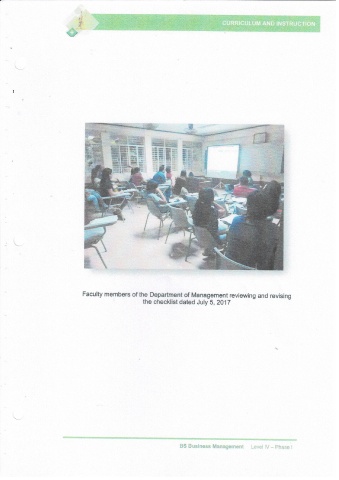 CURRICULUM AND INSTRUCTION
Faculty members of the Department of Management reviewing and revising
the checklist dated July 5, 2017
BS Business Management Level IV – Phase I